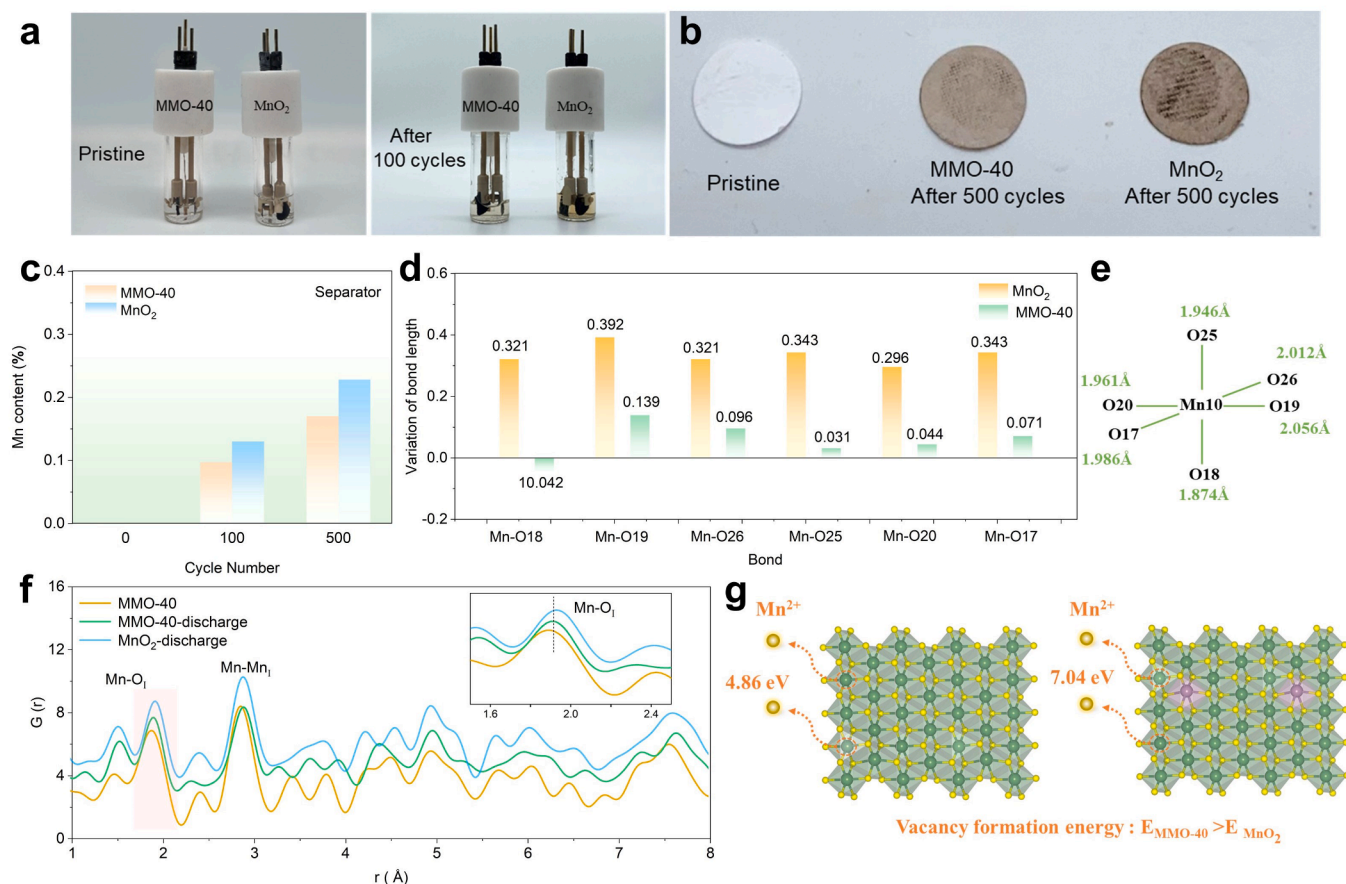 a
MMO-40
MnO2
Pristine
MMO-40
MnO2
After
100 cycles
b
Pristine
MMO-40
After 500 cycles
MnO2
After 500 cycles
c
0.4
0.3
0.2
0.1
0.0
Mn content (%)
MMO-40
MnO2
Separator
0
100
500
Cycle Number
d
0.6
0.4
0.2
0.0
-0.2
Variation of bond length
MnO2
MMO-40
0.321
0.392
0.321
0.343
0.296
0.343
10.042
0.139
0.096
0.031
0.044
0.071
Mn-O18
Mn-O19
Mn-O26
Mn-O25
Mn-O20
Mn-O17
Bond
e
1.946Å
O25
2.012Å
O26
1.961Å
O20
Mn10
O19
O17
2.056Å
1.986Å
O18
1.874Å
f
16
12
8
4
0
G (r)
MMO-40
MMO-40-discharge
MnO2-discharge
Mn-OI
Mn-MnI
Mn-OI
1.5
2.0
2.5
1
2
3
4
5
6
7
8
r ( Å)
g
Mn2+
4.86 eV
Mn2+
7.04 eV
Vacancy formation energy : EMMO-40 >E MnO2